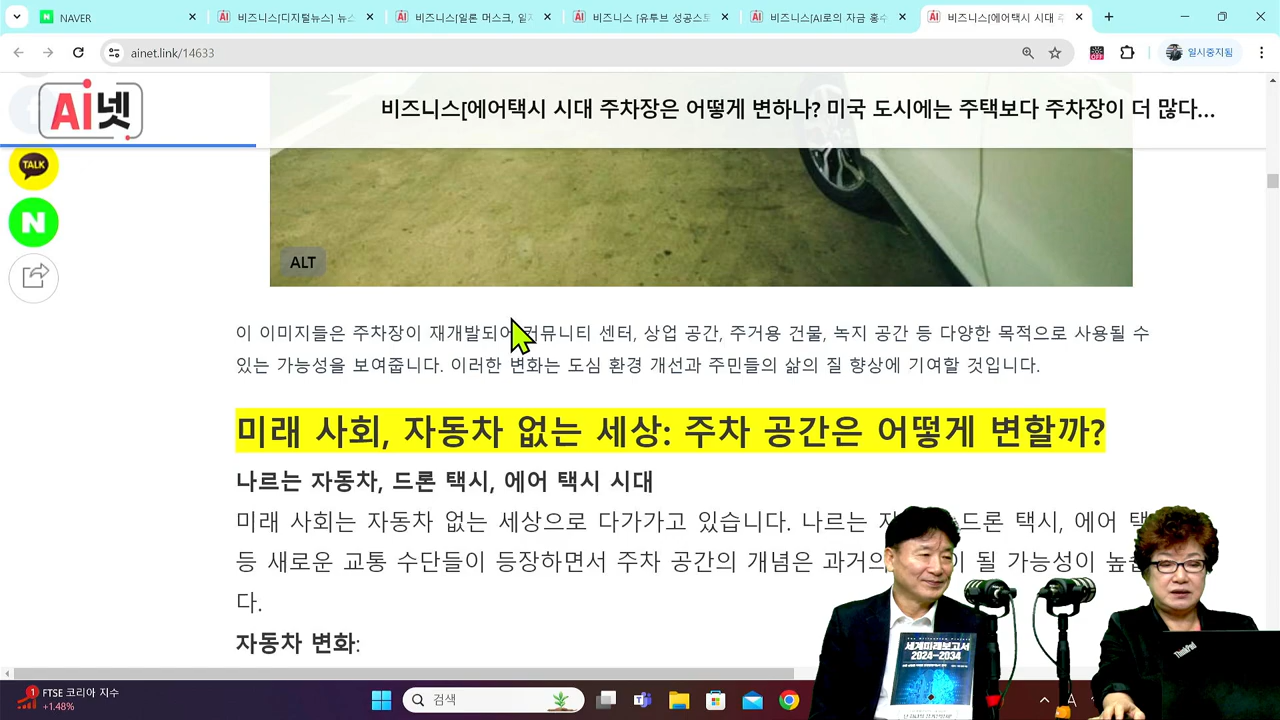 NAVER
비즈니스[디지털뉴스] 뉴스
비즈니스[일론 머스크, 일자
비즈니스 [유투브 성공스토
비즈니스[AI로의 자금 홍수
비즈니스[에어택시 시대 주
ainet.link/14633
OFF
일시중지됨
Ai넷
비즈니스[에어택시 시대 주차장은 어떻게 변하나? 미국 도시에는 주택보다 주차장이 더 많다...
TALK
N
ALT
이 이미지들은 주차장이 재개발되어 커뮤니티 센터, 상업 공간, 주거용 건물, 녹지 공간 등 다양한 목적으로 사용될 수
있는 가능성을 보여줍니다. 이러한 변화는 도심 환경 개선과 주민들의 삶의 질 향상에 기여할 것입니다.
미래 사회, 자동차 없는 세상: 주차 공간은 어떻게 변할까?
나르는 자동차, 드론 택시, 에어 택시 시대
미래 사회는 자동차 없는 세상으로 다가가고 있습니다. 나르는 드론 택시, 에어
등 새로운 교통 수단들이 등장하면서 주차 공간의 개념은 과거의 될 가능성이
다.
자동차 변화:
세계미래보고서
2024-2034
ThinkPad
1
FTSE 코리아 지수
+1.48%
검색
A